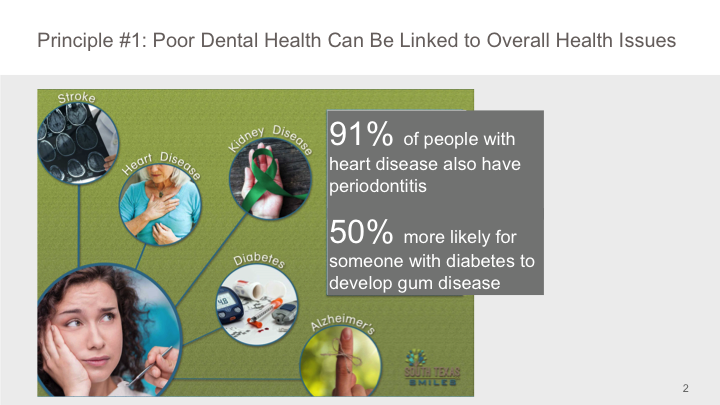 Principle #1: Poor Dental Health Can Be Linked to Overall Health Issues
Stroke
Heart Disease
Kidney Disease
91% of people with
heart disease also have
periodontitis
50% more likely for
someone with diabetes to
develop gum disease
Diabetes
Alzheimer's
SOUTH TEXAS
SMILES
2